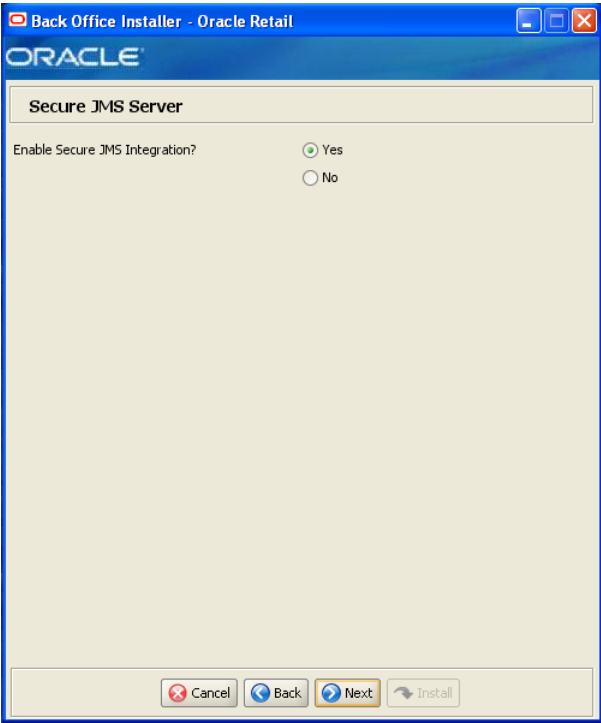 Back Office Installer - Oracle Retail
ORACLE
Secure JMS Server
Enable Secure JMS Integration?
Yes
No
Cancel
Back
Next
Install